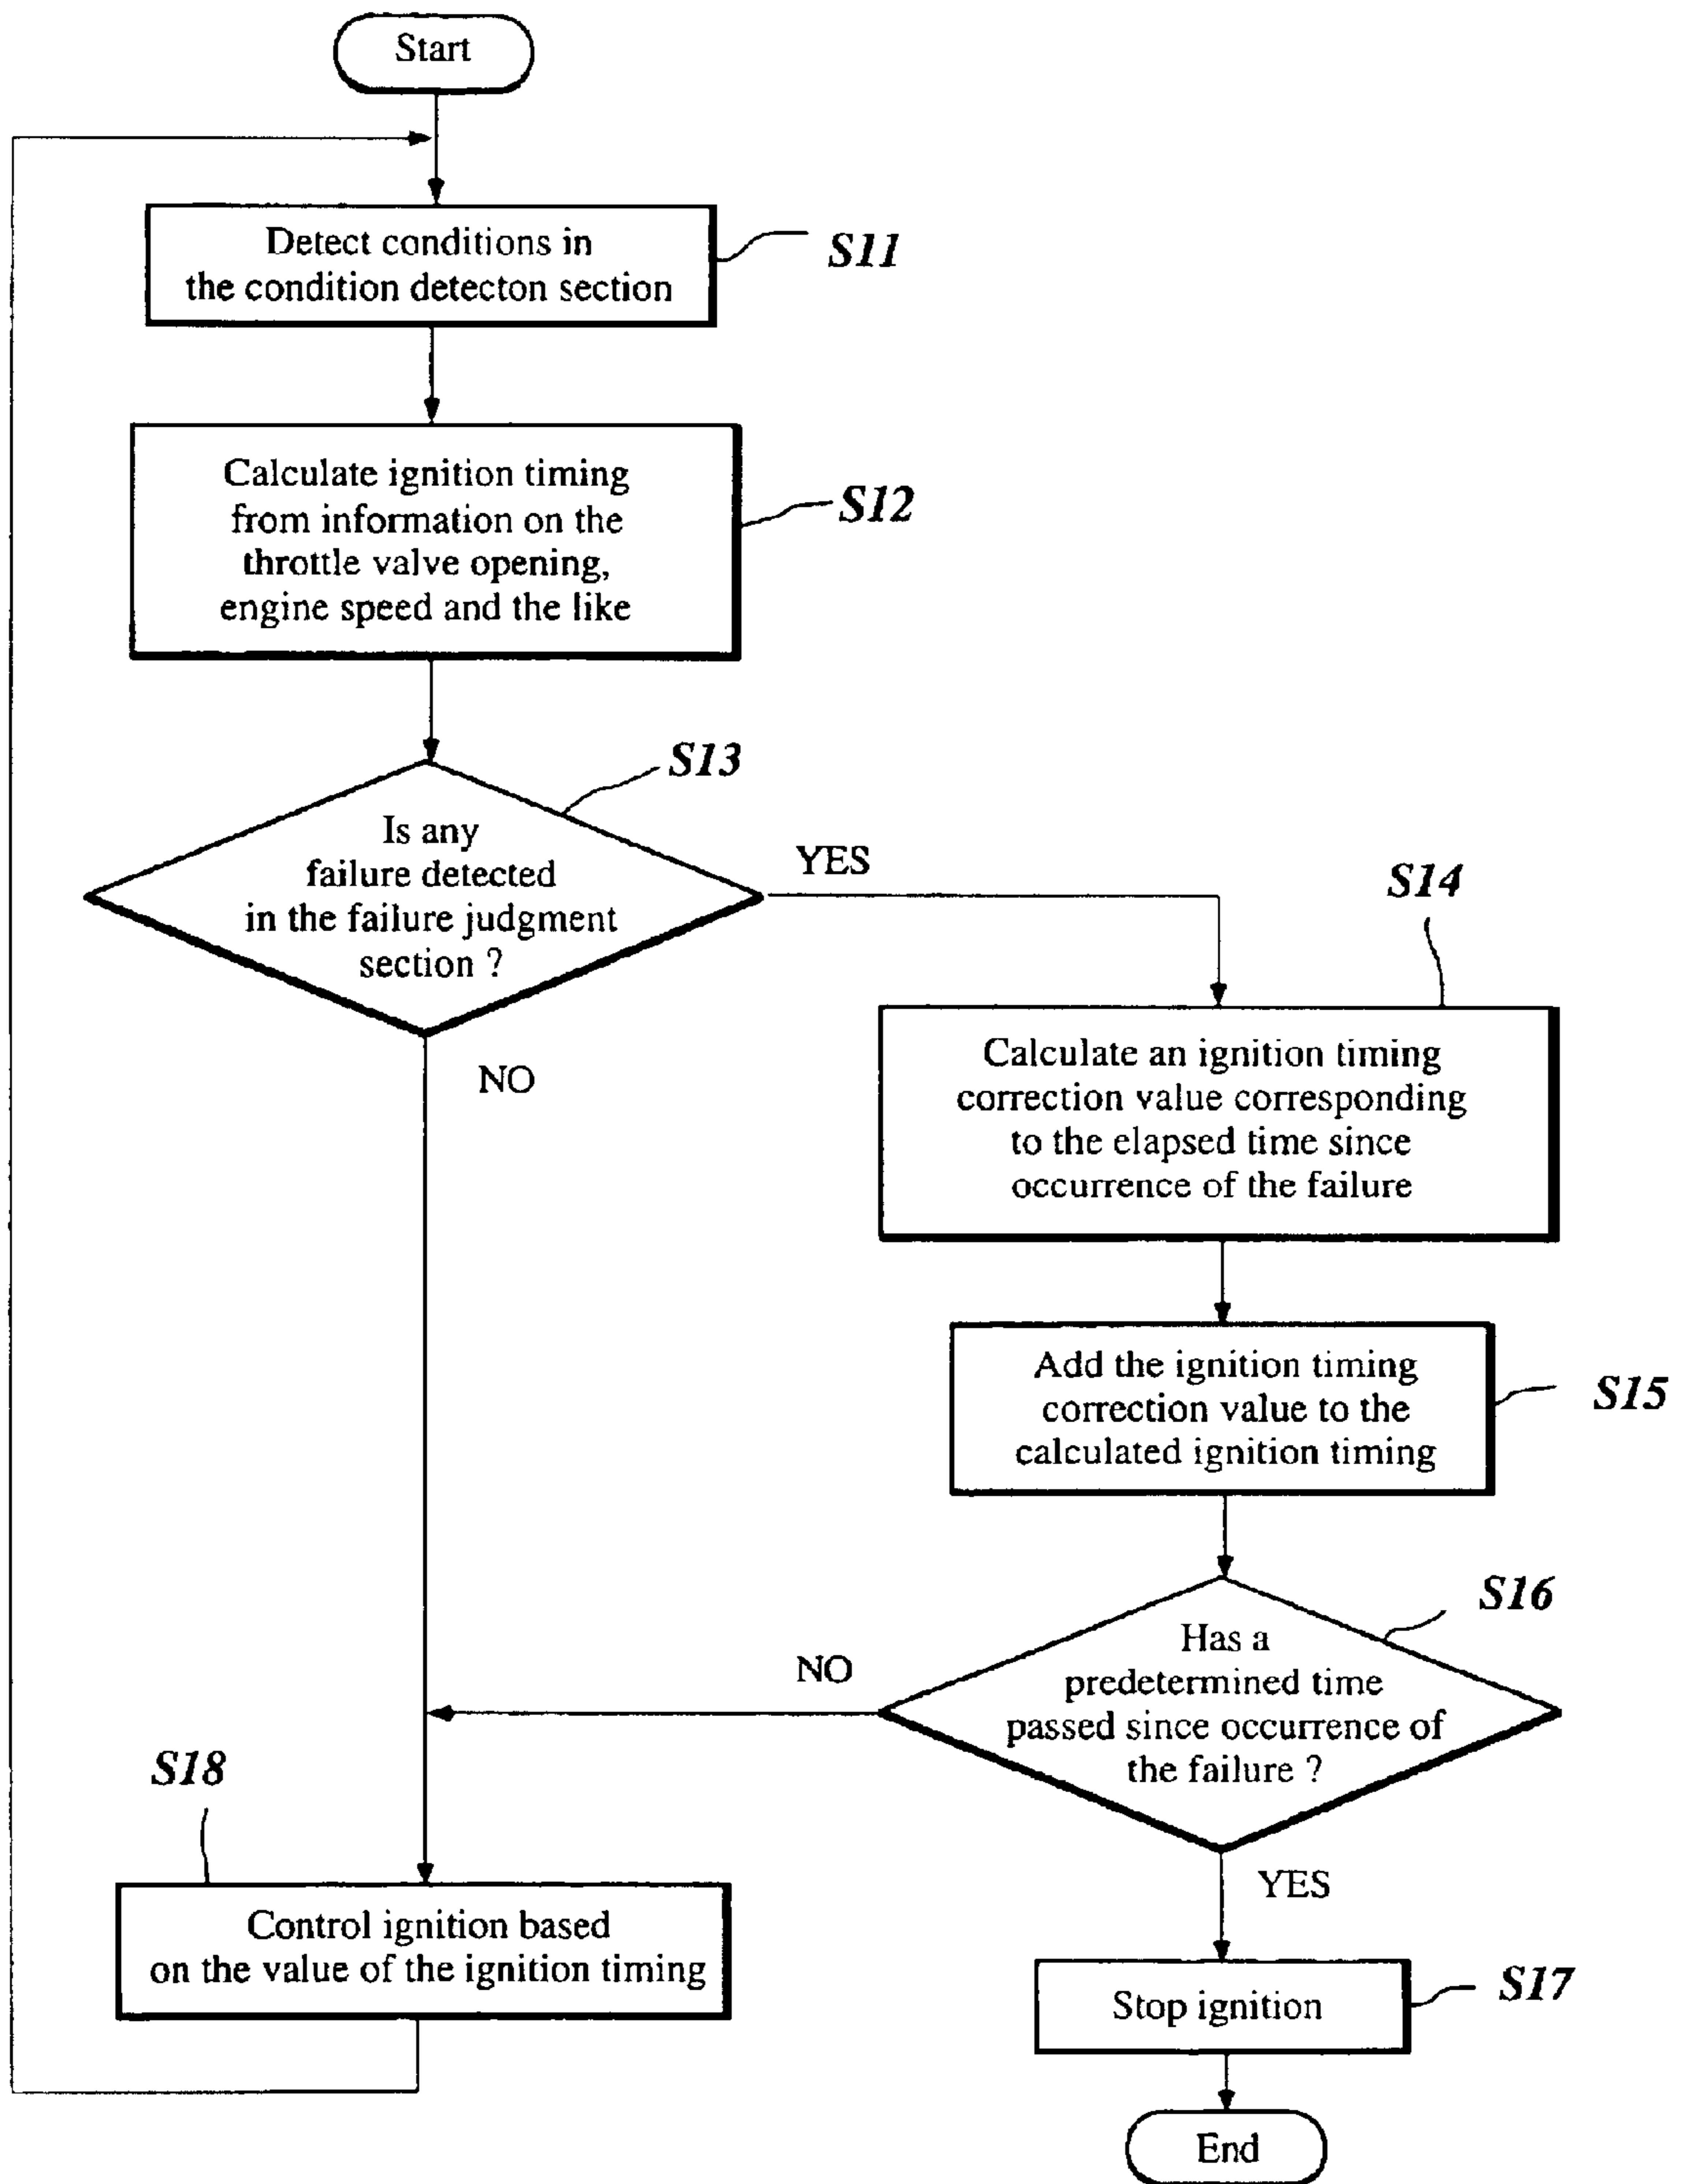 Start
Detect conditions in
the condition detecton section
S11
Calculate ignition timing
from information on the
throttle valve opening,
engine speed and the like
S12
S13
Is any
failure detected
in the failure judgment
section ?
YES
NO
S14
Calculate an ignition timing
correction value corresponding
to the elapsed time since
occurrence of the failure
Add the ignition timing
correction value to the
calculated ignition timing
S15
S16
Has a
predetermined time
passed since occurrence of
the failure ?
NO
YES
S18
Control ignition based
on the value of the ignition timing
Stop ignition
S17
End